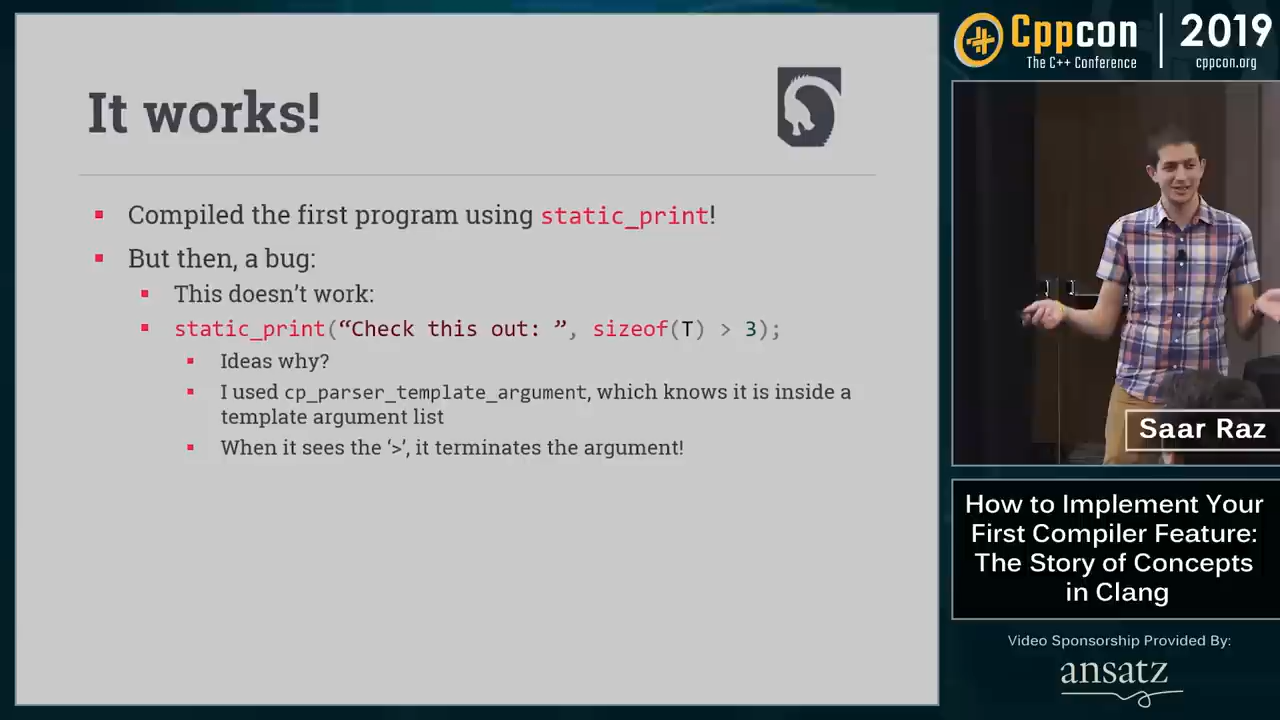 It works!
Compiled the first program using static_print!
But then, a bug:
This doesn’t work:
static_print(“Check this out: ”, sizeof(T) > 3);
Ideas why?
I used cp_parser_template_argument, which knows it is inside a
template argument list
When it sees the ‘>’, it terminates the argument!
Cppcon
The C++ Conference
2019
cppcon.org
Saar Raz
How to Implement Your
First Compiler Feature:
The Story of Concepts
in Clang
Video Sponsorship Provided By:
ansatz